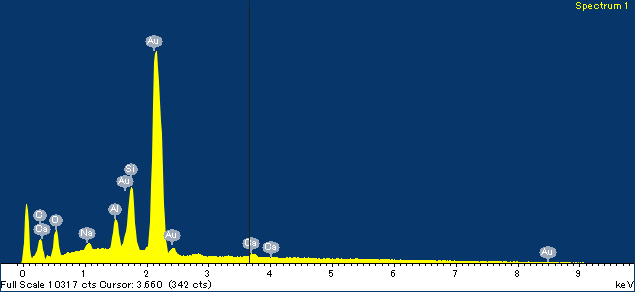 Spectrum 1
Au
Si
Au
C
Al
O
Ca
Na
Au
Ca
Ca
Au
0 1 2 3 4 5 6 7 8 9
Full Scale 10317 cts Cursor: 3.660 (342 cts)
keV